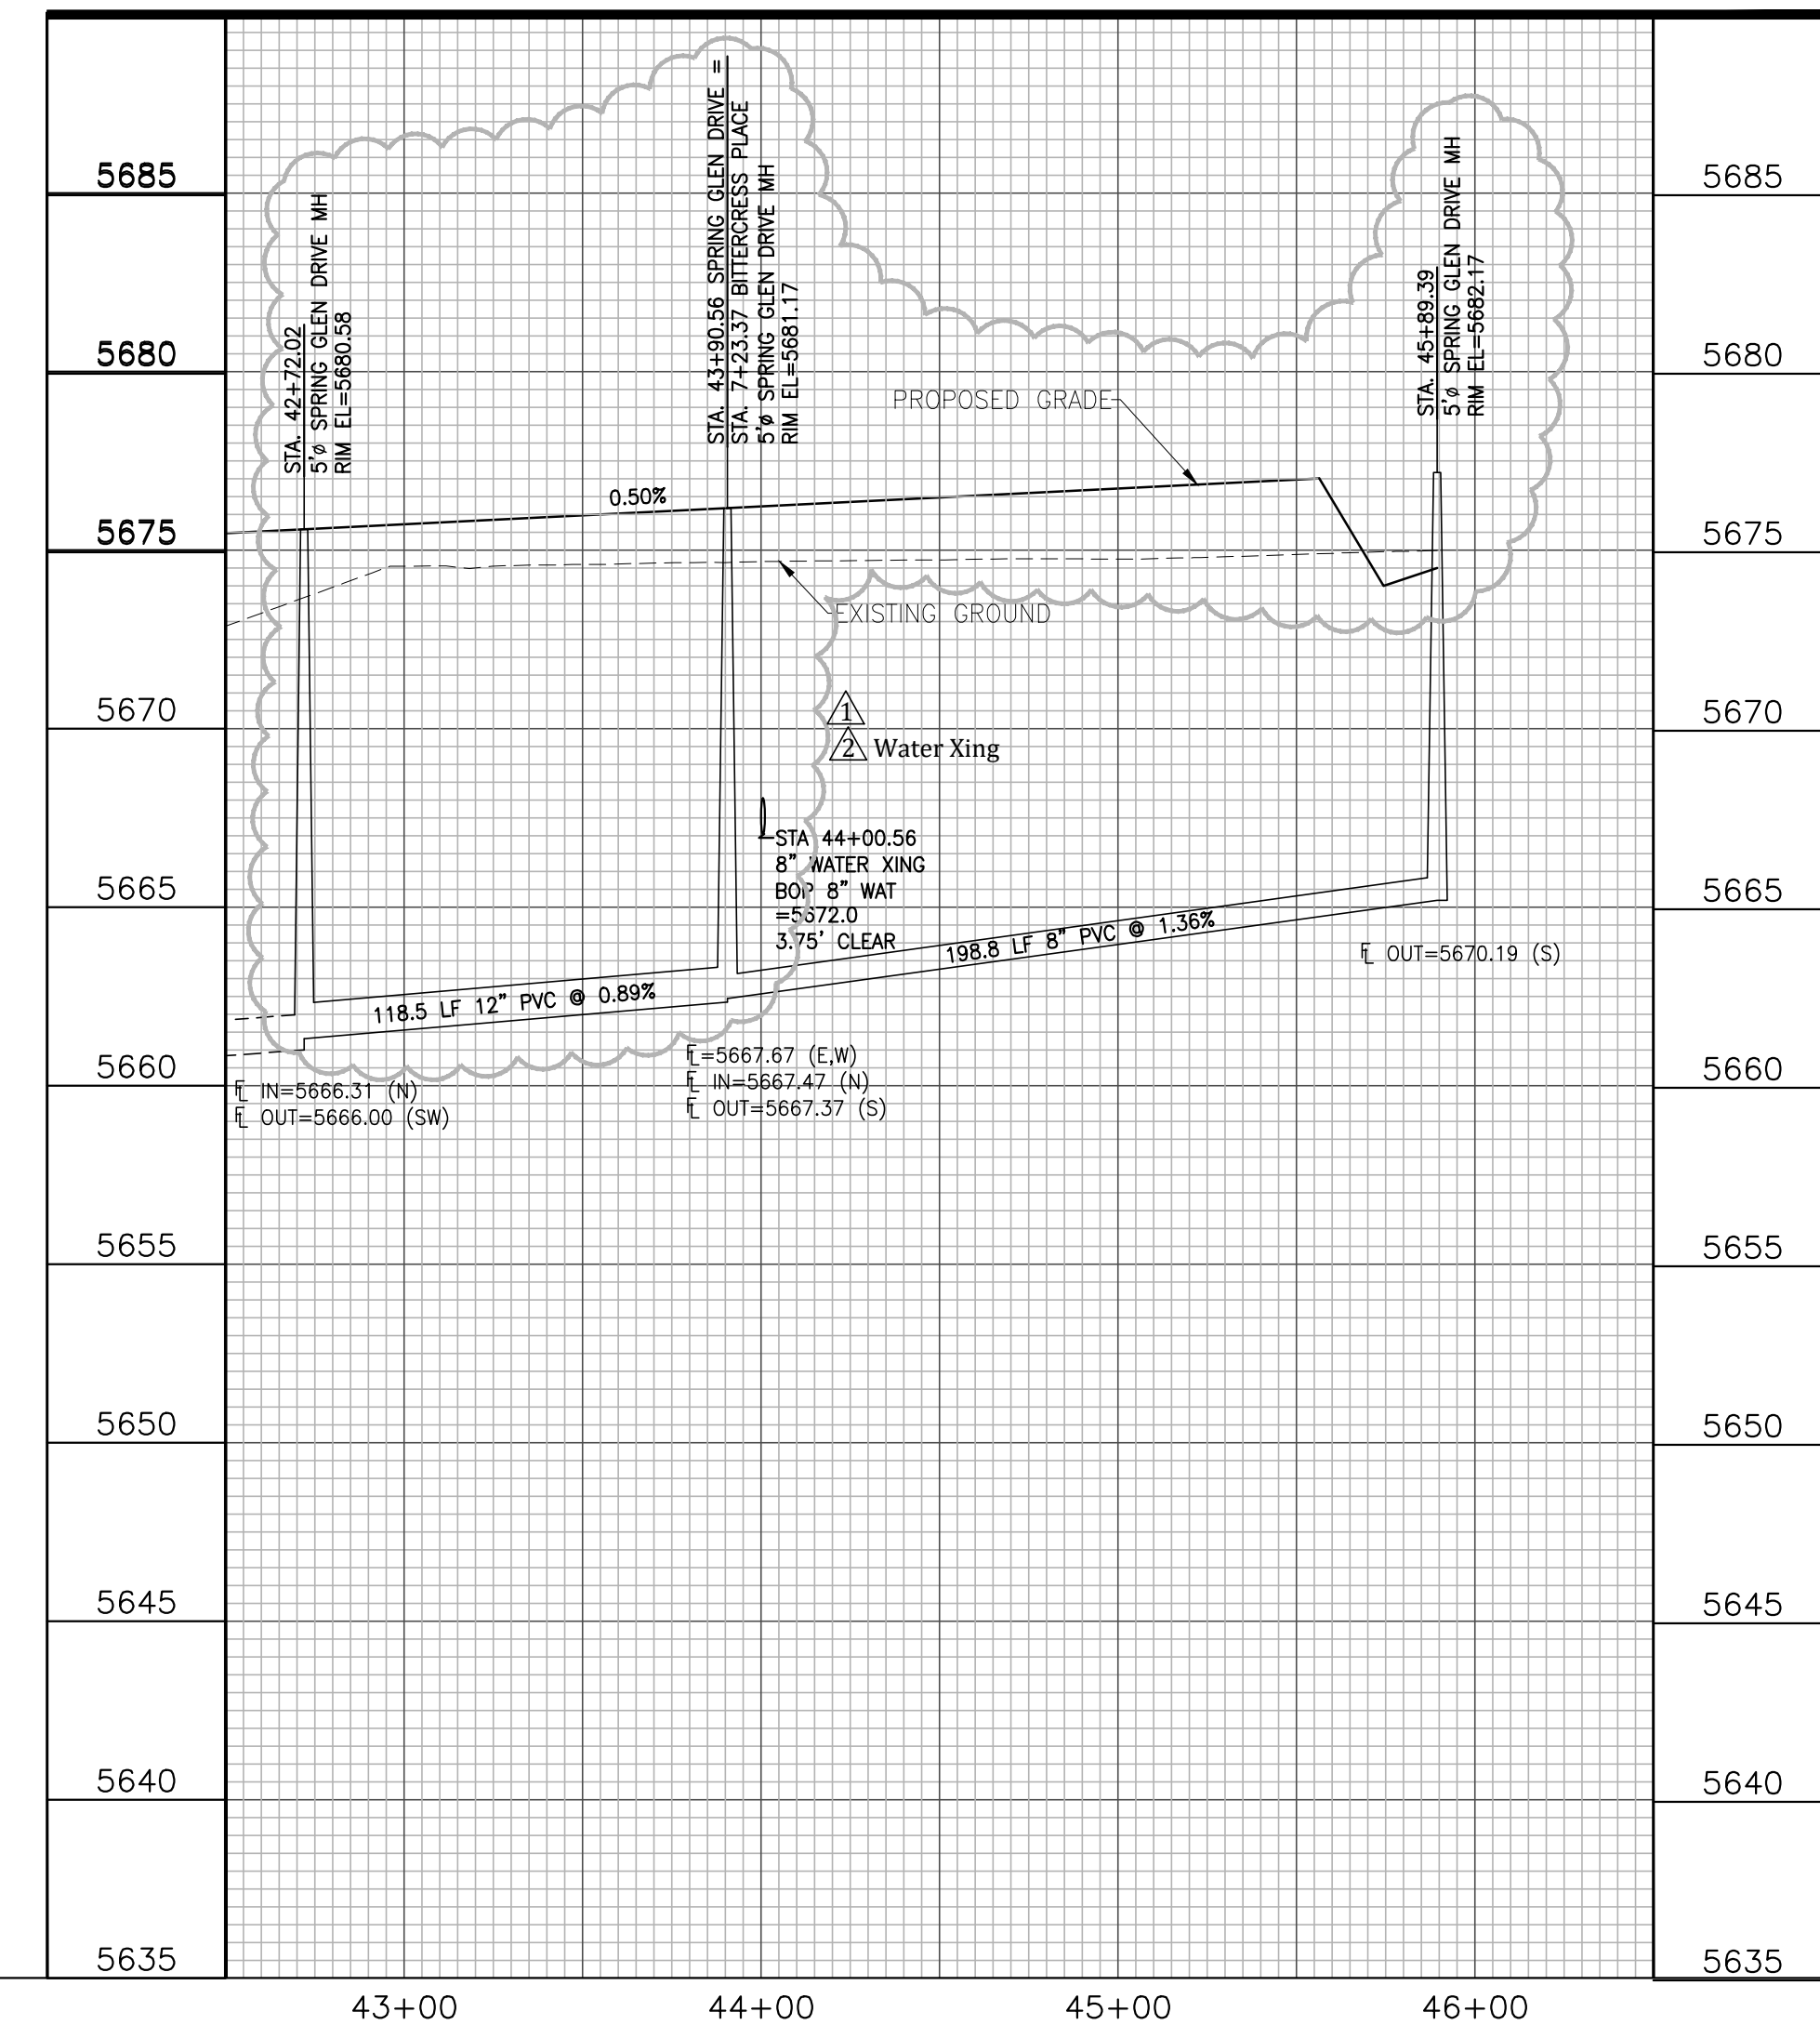 STA. 43+90.56 SPRING GLEN DRIVE =
STA. 7+23.37 BITTERCRESS PLACE
5'ø SPRING GLEN DRIVE MH
RIM EL=5681.17
STA. 45+89.39
5'ø SPRING GLEN DRIVE MH
RIM EL=5682.17
STA. 42+72.02
5'ø SPRING GLEN DRIVE MH
RIM EL=5680.58
5685
5685
5680
5680
PROPOSED GRADE
0.50%
5675
5675
EXISTING GROUND
5670
5670
1
2 Water Xing
STA 44+00.56
8" WATER XING
BOP 8" WAT
=5672.0
3.75' CLEAR
5665
5665
198.8 LF 8" PVC @ 1.36%
FL OUT=5670.19 (S)
118.5 LF 12" PVC @ 0.89%
5660
5660
FL=5667.67 (E,W)
FL IN=5667.47 (N)
FL OUT=5667.37 (S)
FL IN=5666.31 (N)
FL OUT=5666.00 (SW)
5655
5655
5650
5650
5645
5645
5640
5640
5635
5635
43+00
44+00
45+00
46+00